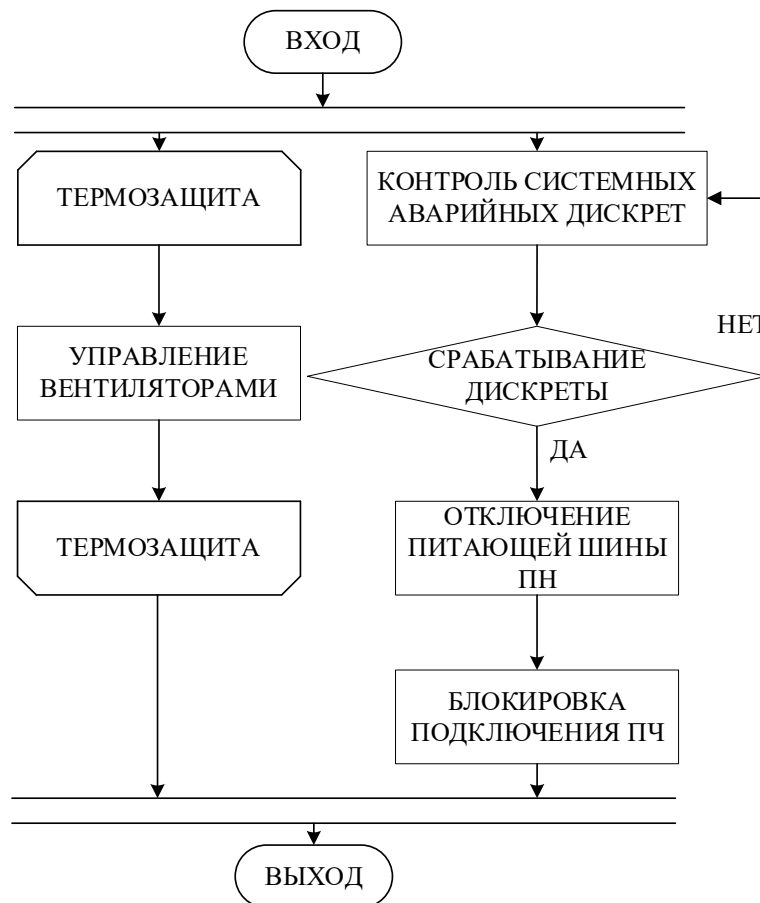 ВХОД
ТЕРМОЗАЩИТА
КОНТРОЛЬ СИСТЕМНЫХ
АВАРИЙНЫХ ДИСКРЕТ
УПРАВЛЕНИЕ
ВЕНТИЛЯТОРАМИ
СРАБАТЫВАНИЕ
ДИСКРЕТЫ
НЕТ
ДА
ТЕРМОЗАЩИТА
ОТКЛЮЧЕНИЕ
ПИТАЮЩЕЙ ШИНЫ
ПН
БЛОКИРОВКА
ПОДКЛЮЧЕНИЯ ПЧ
ВЫХОД